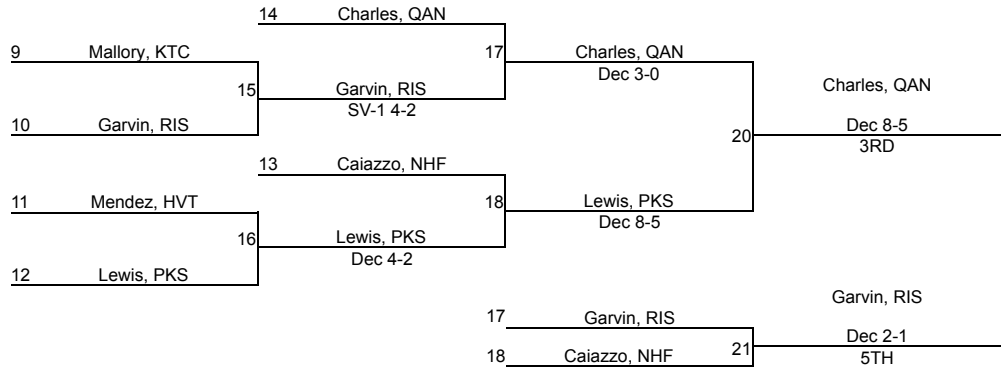 14 Charles, QAN
9 Mallory, KTC
17 Charles, QAN
Dec 3-0
Charles, QAN
15 Garvin, RIS
SV-1 4-2
10 Garvin, RIS
20 Dec 8-5
3RD
13 Caiazzo, NHF
11 Mendez, HVT
18 Lewis, PKS
Dec 8-5
16 Lewis, PKS
Dec 4-2
12 Lewis, PKS
Garvin, RIS
17 Garvin, RIS
21 Dec 2-1
5TH
18 Caiazzo, NHF